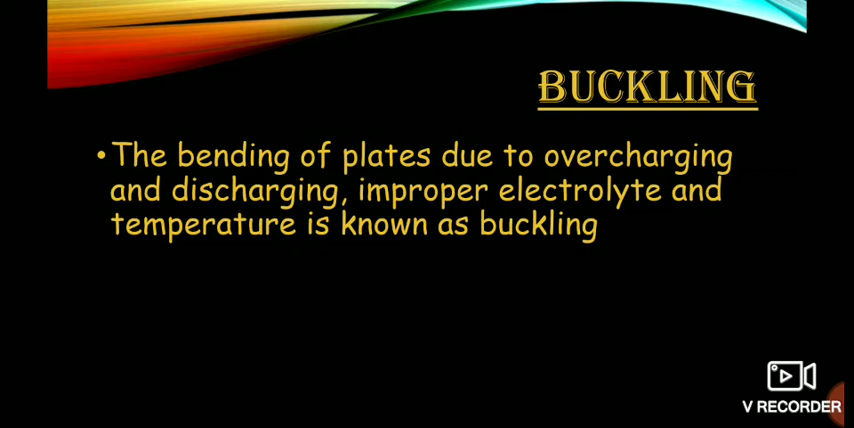 BUCKLING
• The bending of plates due to overcharging
and discharging, improper electrolyte and
temperature is known as buckling
V RECORDER